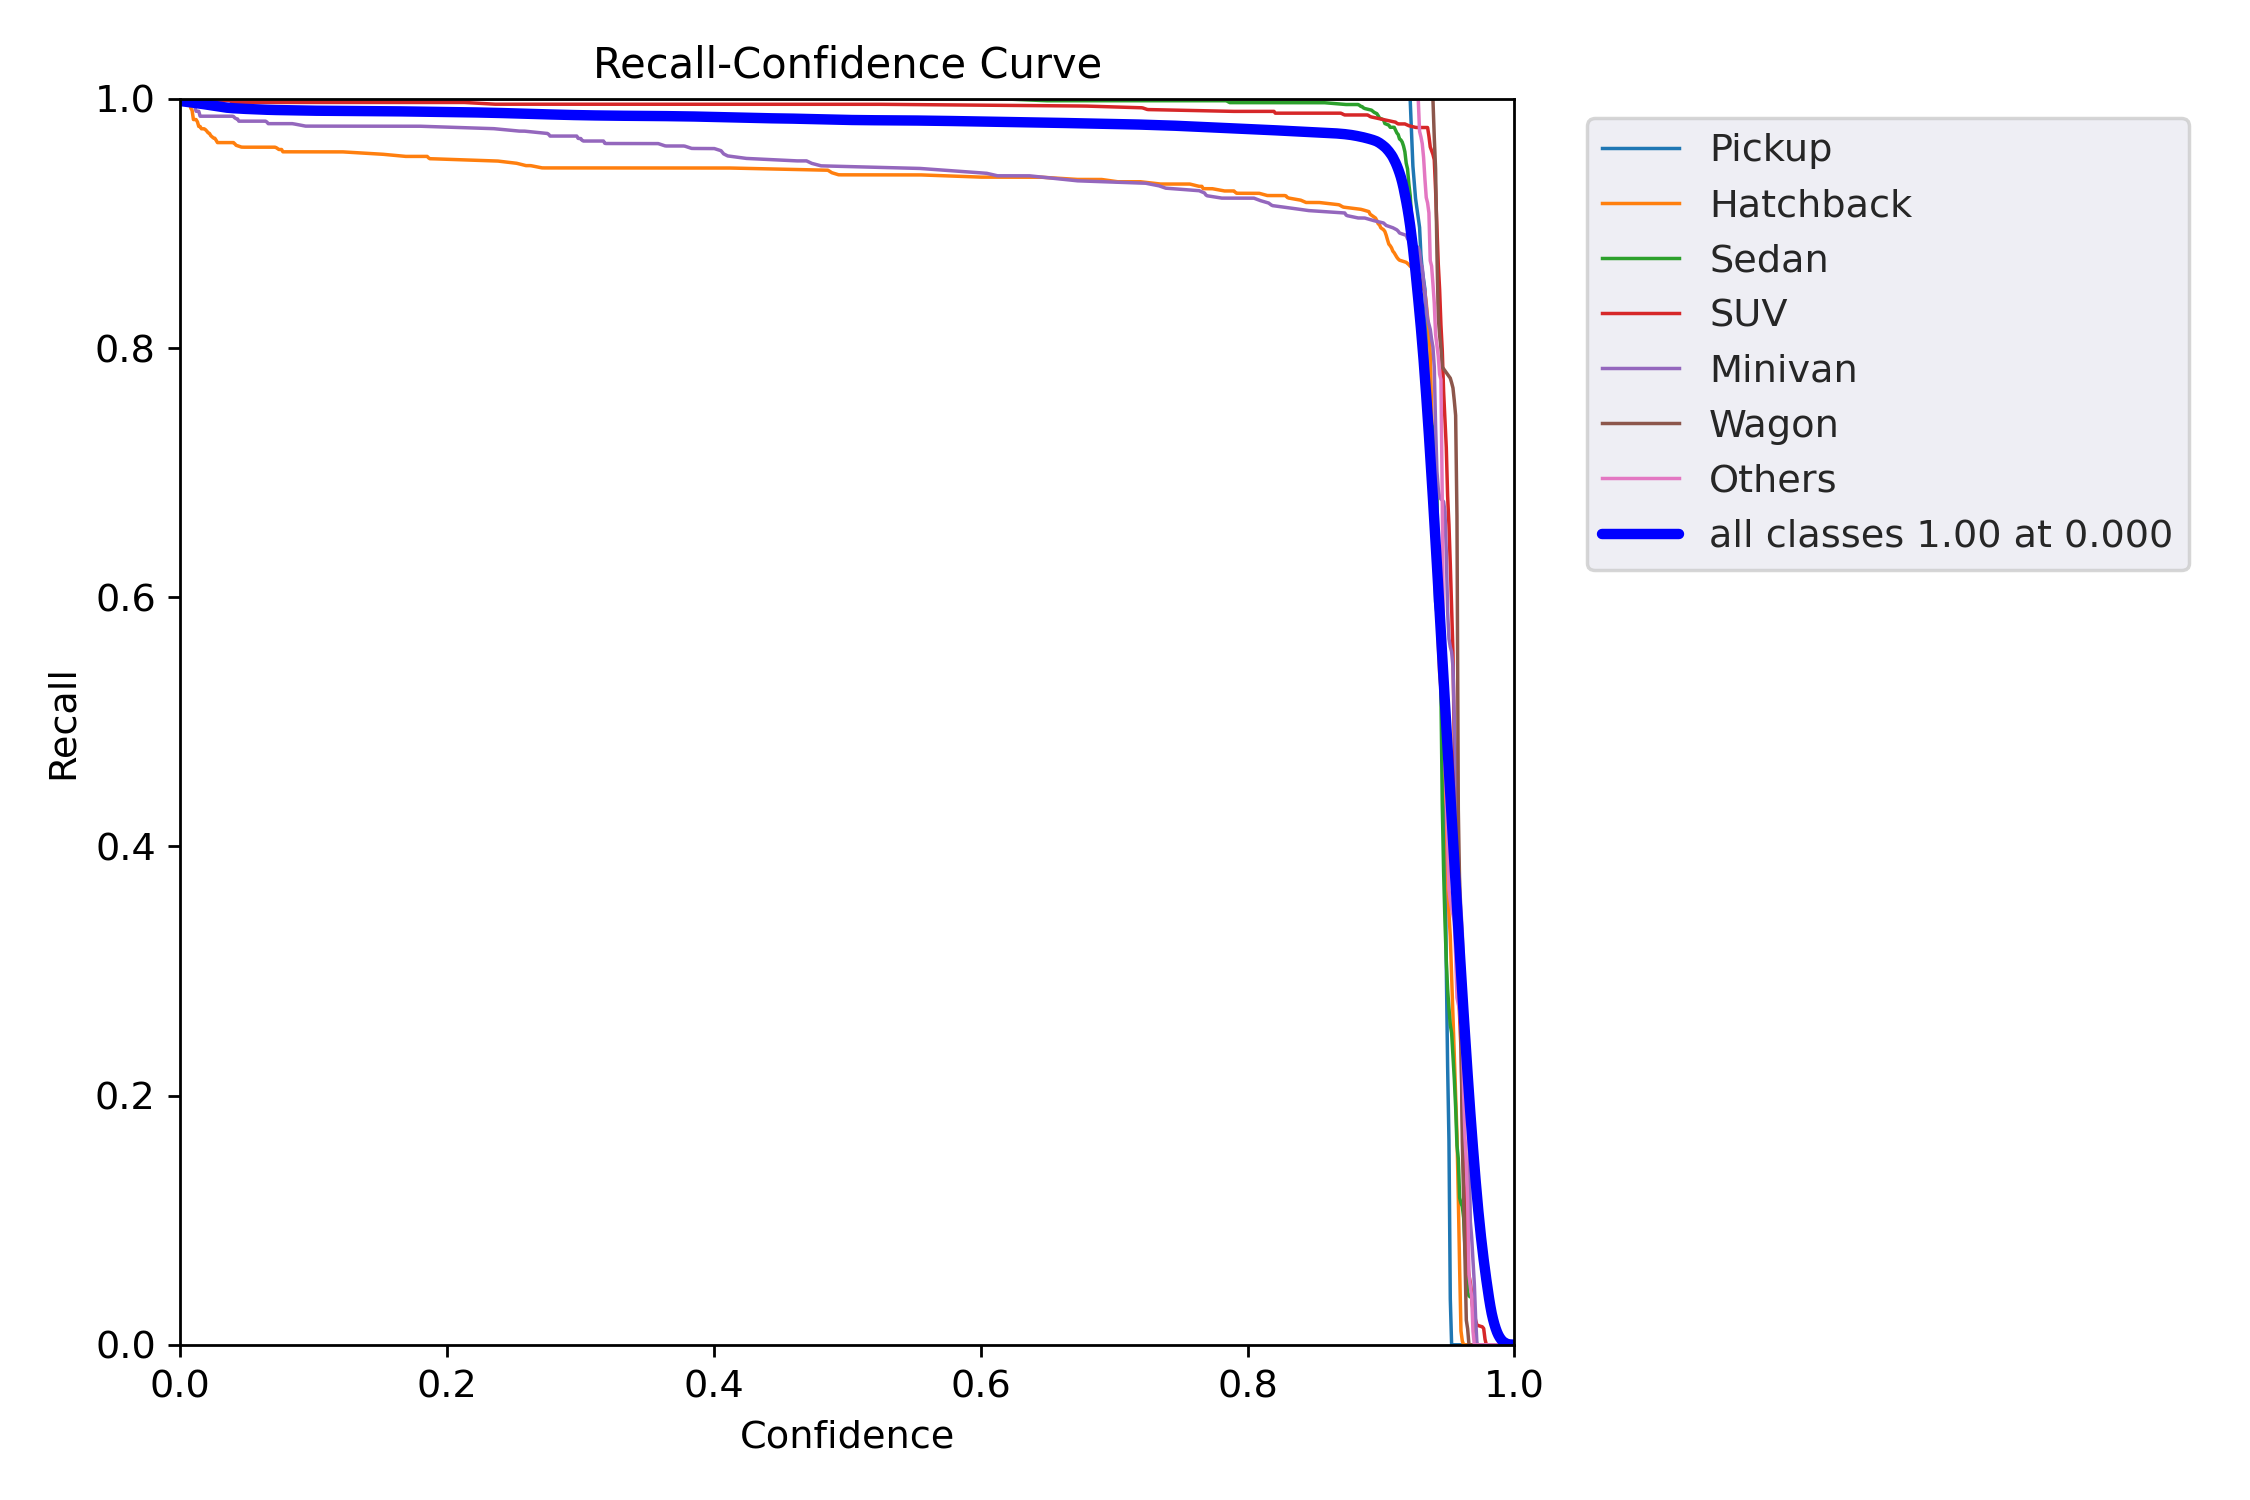 Recall-Confidence Curve
1.0
0.8
0.6
0.4
0.2
0.0
Recall
0.0 0.2 0.4 0.6 0.8 1.0
Confidence
Pickup
Hatchback
Sedan
SUV
Minivan
Wagon
Others
all classes 1.00 at 0.000